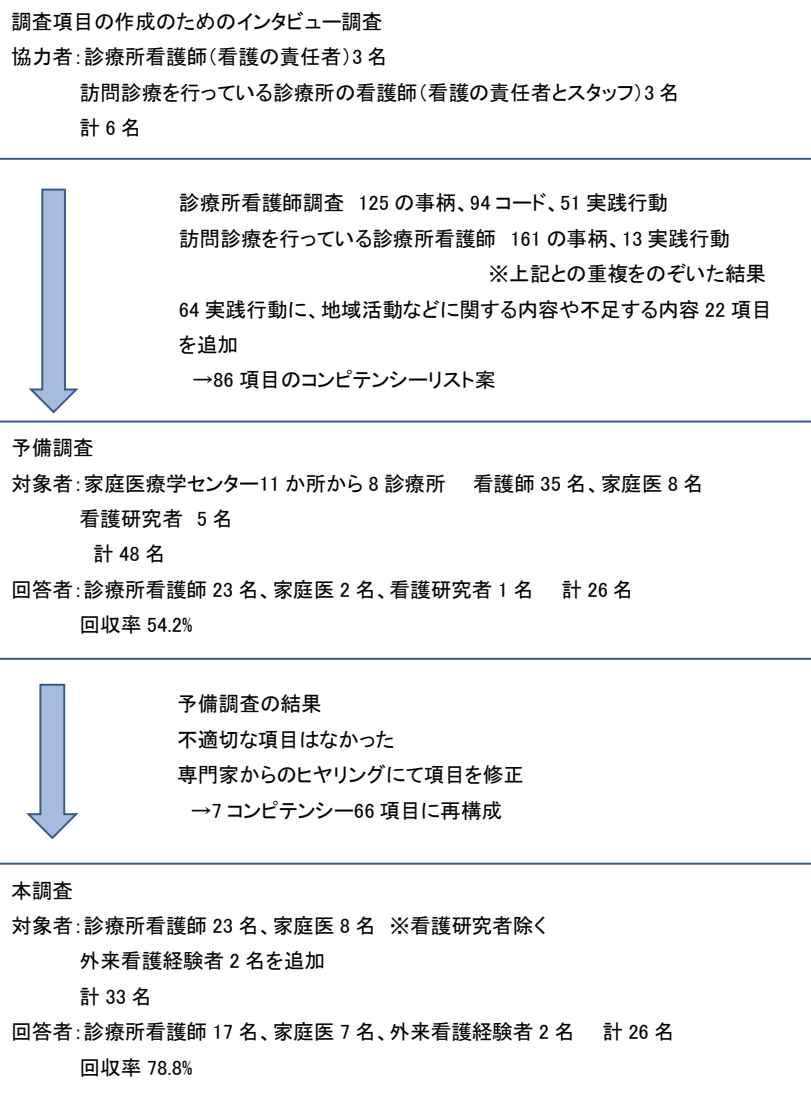 調査項目の作成のためのインタビュー調査
協力者：診療所看護師（看護の責任者）3 名
訪問診療を行っている診療所の看護師（看護の責任者とスタッフ）3 名
計 6 名
診療所看護師調査　125 の事柄、94 コード、51 実践行動
訪問診療を行っている診療所看護師　161 の事柄、13 実践行動
※上記との重複をのぞいた結果
64 実践行動に、地域活動などに関する内容や不足する内容 22 項目
を追加
→86 項目のコンピテンシーリスト案
予備調査
対象者：家庭医療学センター11 か所から 8 診療所　　看護師 35 名、家庭医 8 名
看護研究者　5 名
計 48 名
回答者：診療所看護師 23 名、家庭医 2 名、看護研究者 1 名　　計 26 名
回収率 54.2%
予備調査の結果
不適切な項目はなかった
専門家からのヒヤリングにて項目を修正
→7 コンピテンシー66 項目に再構成
本調査
対象者：診療所看護師 23 名、家庭医 8 名　※看護研究者除く
外来看護経験者 2 名を追加
計 33 名
回答者：診療所看護師 17 名、家庭医 7 名、外来看護経験者 2 名　　計 26 名
回収率 78.8%